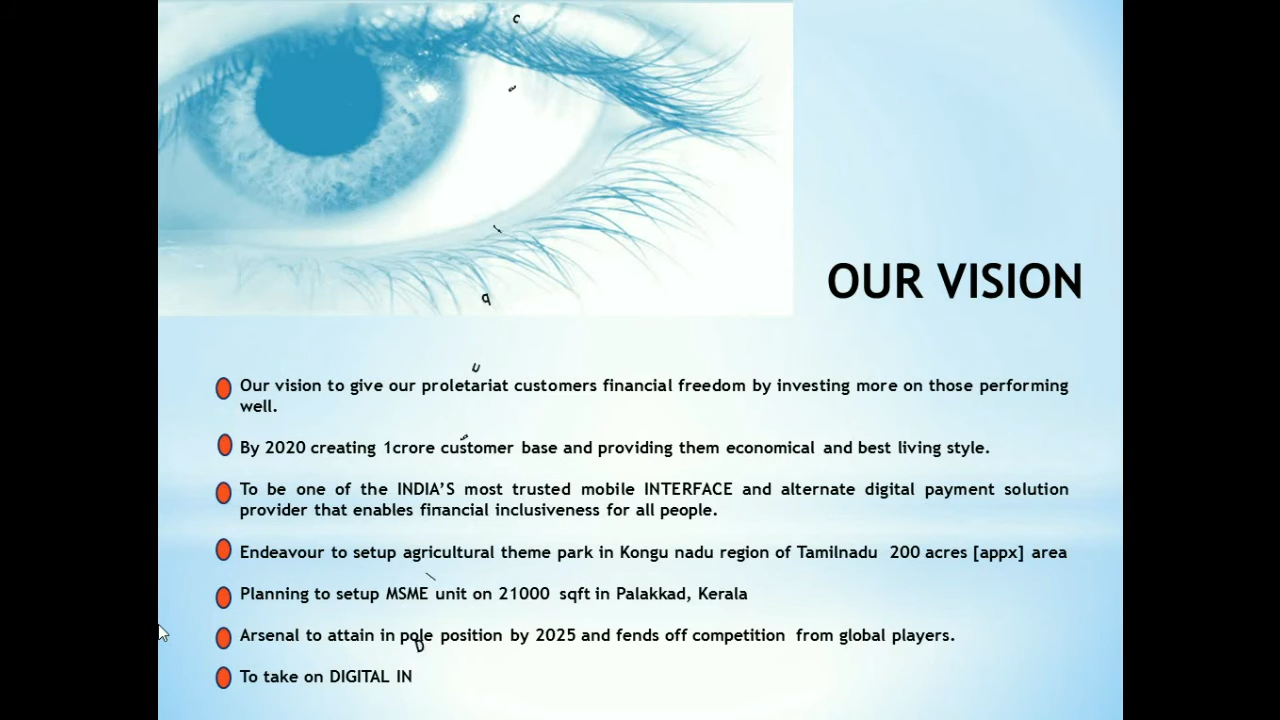 OUR VISION
Our vision to give our proletariat customers financial freedom by investing more on those performing
well.
By 2020 creating 1crore customer base and providing them economical and best living style.
To be one of the INDIA'S most trusted mobile INTERFACE and alternate digital payment solution
provider that enables financial inclusiveness for all people.
Endeavour to setup agricultural theme park in Kongu nadu region of Tamilnadu 200 acres [appx] area
Planning to setup MSME unit on 21000 sqft in Palakkad, Kerala
Arsenal to attain in pole position by 2025 and fends off competition from global players.
To take on DIGITAL IN